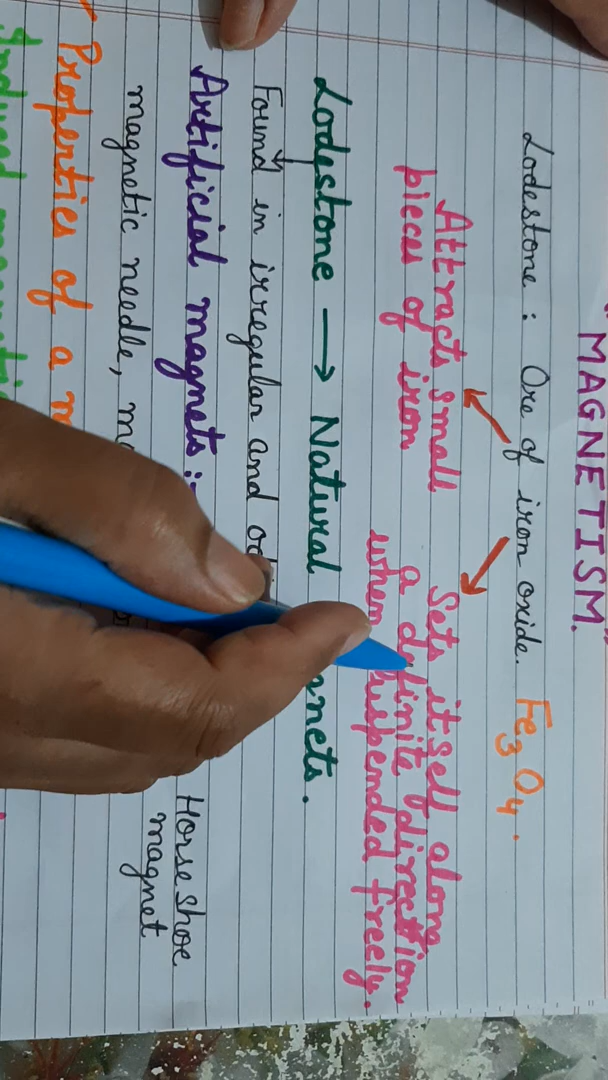 "MAGNETISM."
Lodestone : Ore of iron oxide. Fe3O4.
Attracts small
pieces of iron
Sets itself along
a definite direction
when suspended freely.
Lodestone → Natural
Found in irregular and
Artificial magnets :-
magnetic needle,
Horse shoe
magnet
Properties of a